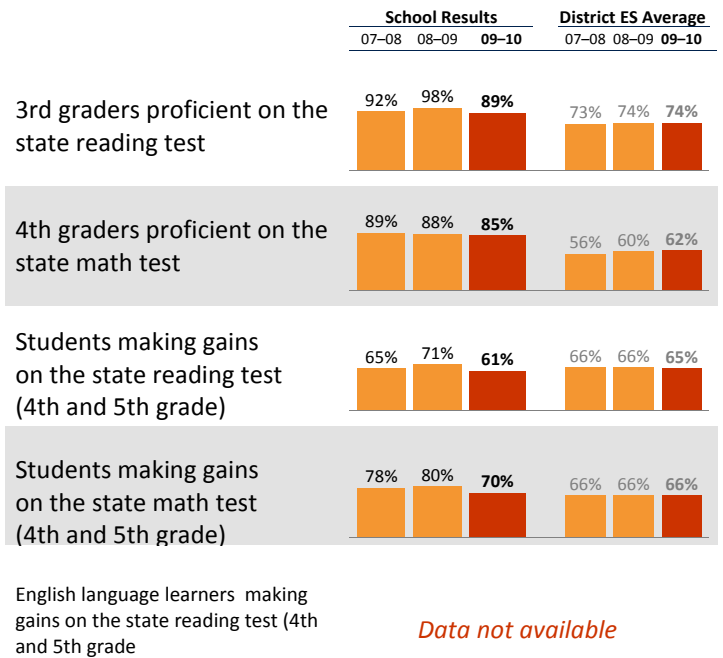 School Results District ES Average
07–08 08–09 09–10 07–08 08–09 09–10
92% 98% 89% 73% 74% 74%
3rd graders proficient on the
state reading test
89% 88% 85% 56% 60% 62%
4th graders proficient on the
state math test
65% 71% 61% 66% 66% 65%
Students making gains
on the state reading test
(4th and 5th grade)
78% 80% 70% 66% 66% 66%
Students making gains
on the state math test
(4th and 5th grade)
English language learners making
gains on the state reading test (4th
and 5th grade
Data not available